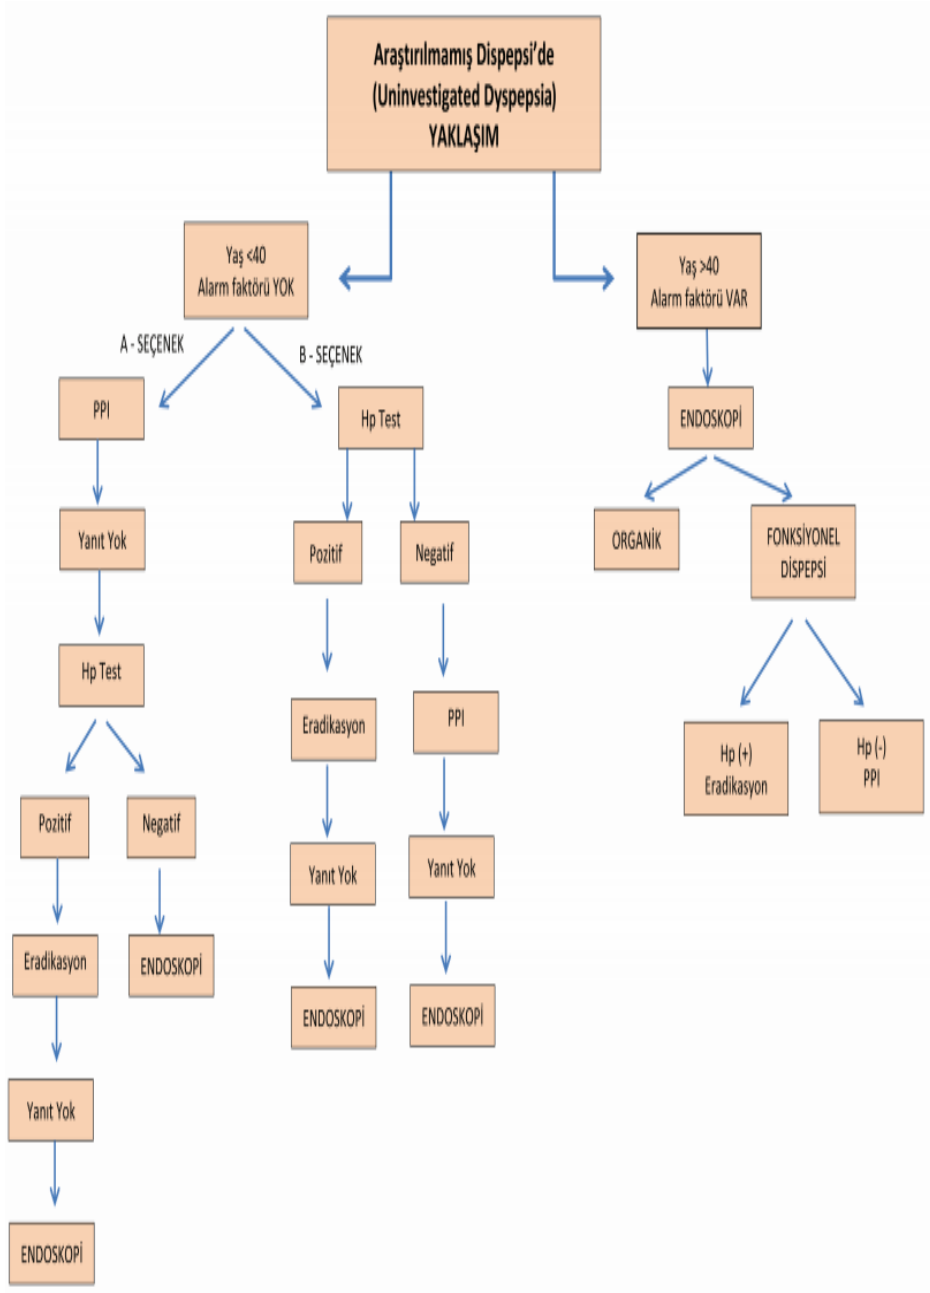 Araştırılmamış Dispepsi’de
(Uninvestigated Dyspepsia)
YAKLAŞIM
Yaş <40
Alarm faktörü YOK
Yaş >40
Alarm faktörü VAR
A - SEÇENEK
B - SEÇENEK
PPI
Hp Test
ENDOSKOPİ
Yanıt Yok
Pozitif
Negatif
ORGANİK
FONKSİYONEL
DİSPEPSİ
Hp Test
Eradikasyon
PPI
Hp (+)
Eradikasyon
Hp (-)
PPI
Pozitif
Negatif
Yanıt Yok
Yanıt Yok
Eradikasyon
ENDOSKOPİ
ENDOSKOPİ
ENDOSKOPİ
Yanıt Yok
ENDOSKOPİ